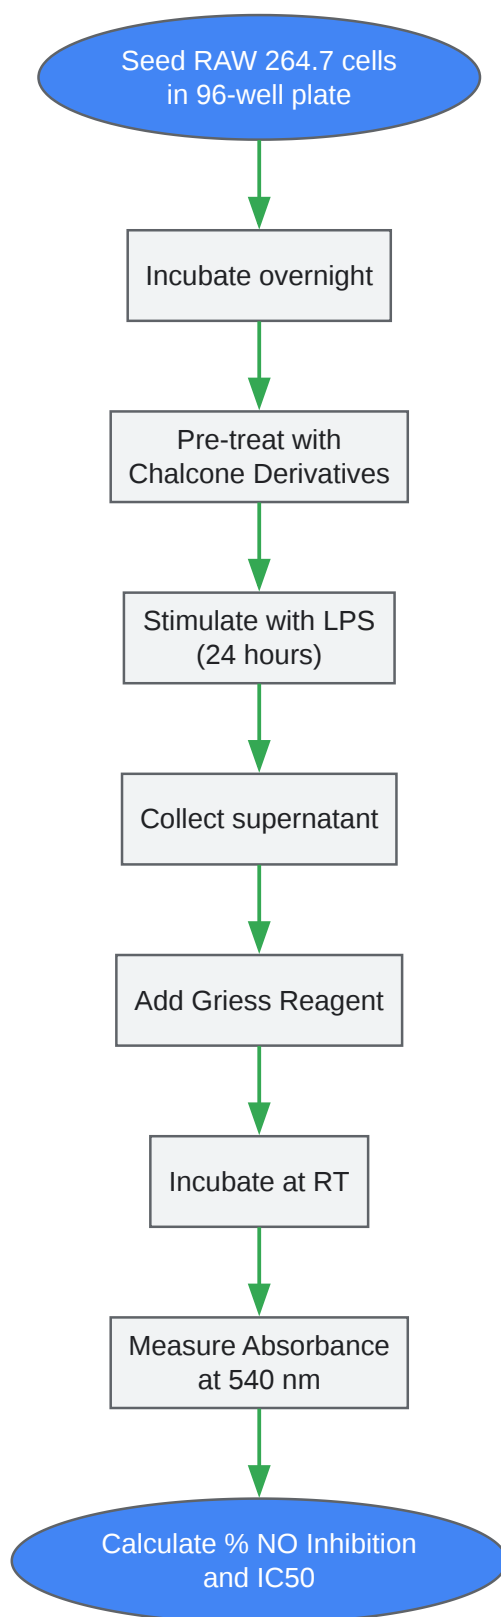 Seed RAW 264.7 cells
in 96-well plate
Incubate overnight
Pre-treat with
Chalcone Derivatives
Stimulate with LPS
(24 hours)
Collect supernatant
Add Griess Reagent
Incubate at RT
Measure Absorbance
at 540 nm
Calculate % NO Inhibition
and IC50